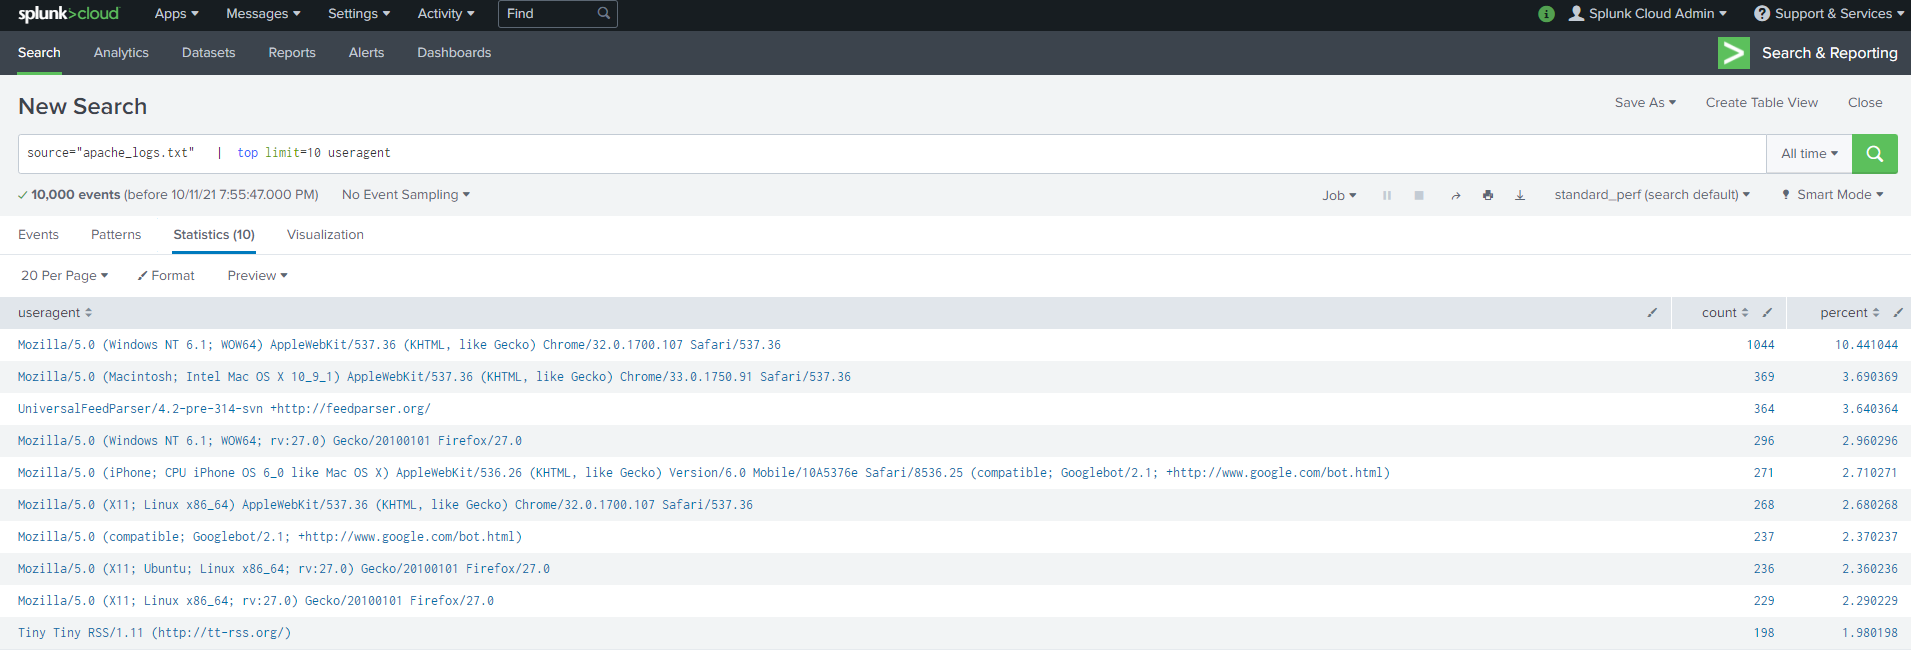 splunk>cloud Apps Messages Settings Activity Find Splunk Cloud Admin Support & Services
Search Analytics Datasets Reports Alerts Dashboards Search & Reporting
New Search Save As Create Table View Close
source="apache_logs.txt" | top limit=10 useragent All time
10,000 events (before 10/11/21 7:55:47.000 PM) No Event Sampling Job standard_perf (search default) Smart Mode
Events Patterns Statistics (10) Visualization
20 Per Page Format Preview
useragent count percent
Mozilla/5.0 (Windows NT 6.1; WOW64) AppleWebKit/537.36 (KHTML, like Gecko) Chrome/32.0.1700.107 Safari/537.36 1044 10.441044
Mozilla/5.0 (Macintosh; Intel Mac OS X 10_9_1) AppleWebKit/537.36 (KHTML, like Gecko) Chrome/33.0.1750.91 Safari/537.36 369 3.690369
UniversalFeedParser/4.2-pre-314-svn +http://feedparser.org/ 364 3.640364
Mozilla/5.0 (Windows NT 6.1; WOW64; rv:27.0) Gecko/20100101 Firefox/27.0 296 2.960296
Mozilla/5.0 (iPhone; CPU iPhone OS 6_0 like Mac OS X) AppleWebKit/536.26 (KHTML, like Gecko) Version/6.0 Mobile/10A5376e Safari/8536.25 (compatible; Googlebot/2.1; +http://www.google.com/bot.html) 271 2.710271
Mozilla/5.0 (X11; Linux x86_64) AppleWebKit/537.36 (KHTML, like Gecko) Chrome/32.0.1700.107 Safari/537.36 268 2.680268
Mozilla/5.0 (compatible; Googlebot/2.1; +http://www.google.com/bot.html) 237 2.370237
Mozilla/5.0 (X11; Ubuntu; Linux x86_64; rv:27.0) Gecko/20100101 Firefox/27.0 236 2.360236
Mozilla/5.0 (X11; Linux x86_64; rv:27.0) Gecko/20100101 Firefox/27.0 229 2.290229
Tiny Tiny RSS/1.11 (http://tt-rss.org/) 198 1.980198